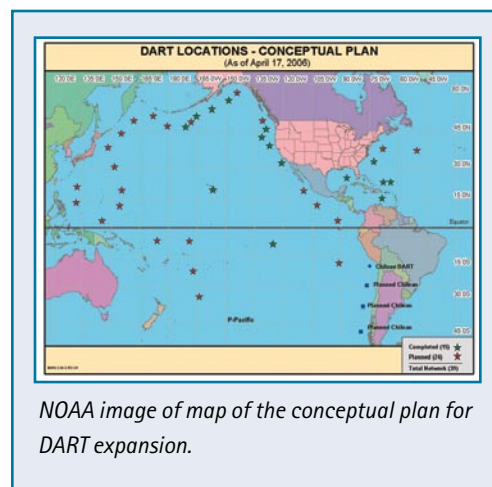 DART LOCATIONS - CONCEPTUAL PLAN
(As of April 17, 2006)
Equator
Chilean DART
Planned Chilean
Planned Chilean
Planned Chilean
P-Pacific
Completed (15)
Planned (24)
Total Network (39)
NOAA image of map of the conceptual plan for
DART expansion.